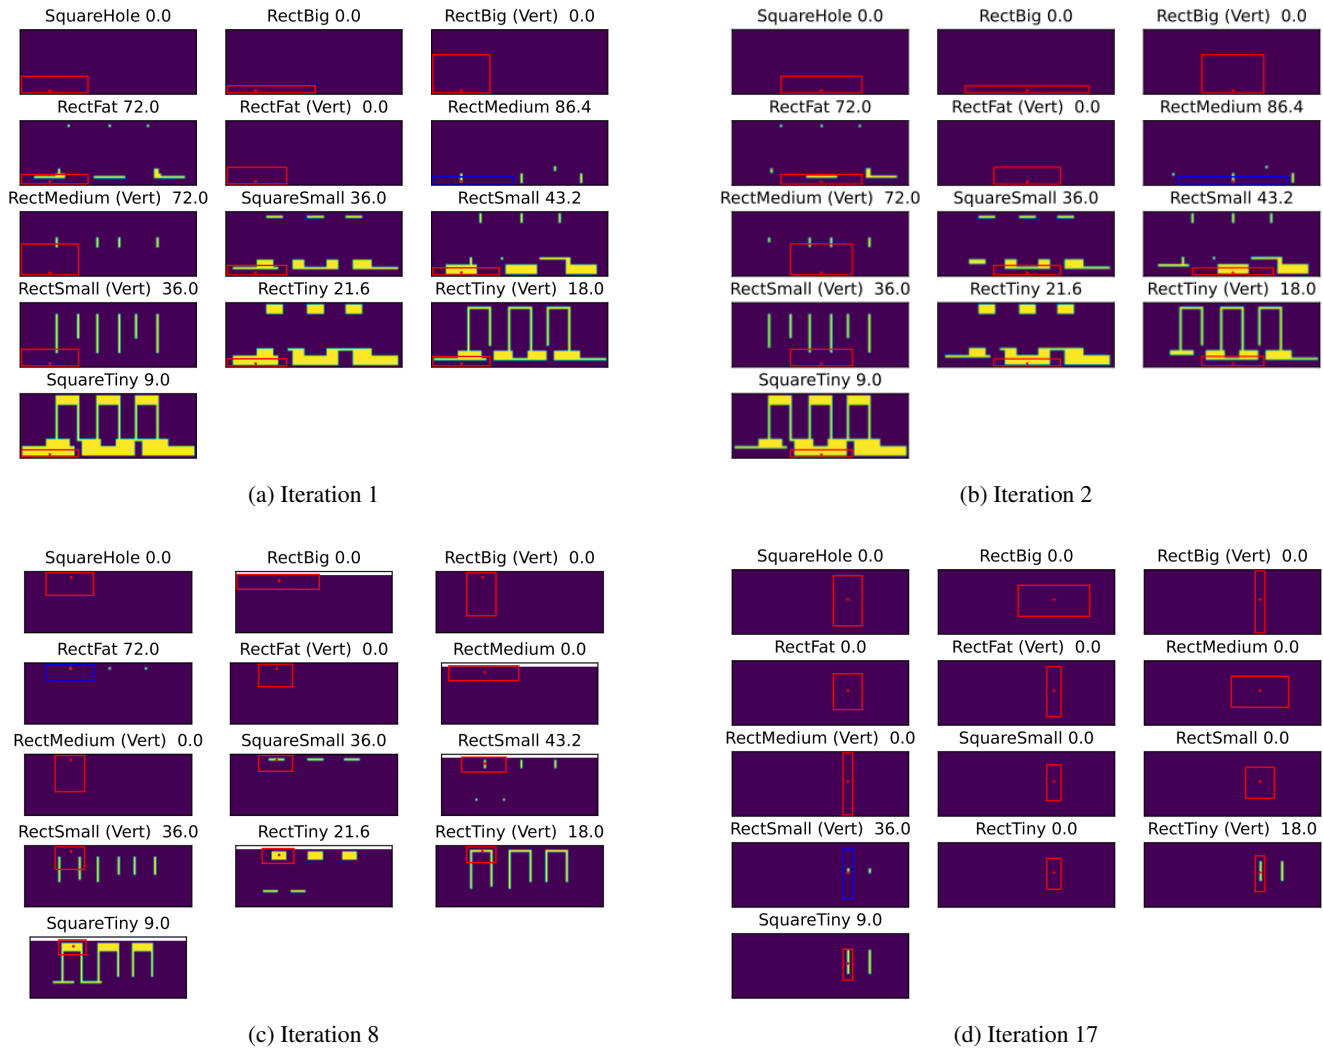 SquareHole 0.0
RectBig 0.0
RectBig (Vert) 0.0
RectFat 72.0
RectFat (Vert) 0.0
RectMedium 86.4
RectMedium (Vert) 72.0
SquareSmall 36.0
RectSmall 43.2
RectSmall (Vert) 36.0
RectTiny 21.6
RectTiny (Vert) 18.0
SquareTiny 9.0
(a) Iteration 1
SquareHole 0.0
RectBig 0.0
RectBig (Vert) 0.0
RectFat 72.0
RectFat (Vert) 0.0
RectMedium 86.4
RectMedium (Vert) 72.0
SquareSmall 36.0
RectSmall 43.2
RectSmall (Vert) 36.0
RectTiny 21.6
RectTiny (Vert) 18.0
SquareTiny 9.0
(b) Iteration 2
SquareHole 0.0
RectBig 0.0
RectBig (Vert) 0.0
RectFat 72.0
RectFat (Vert) 0.0
RectMedium 0.0
RectMedium (Vert) 0.0
SquareSmall 36.0
RectSmall 43.2
RectSmall (Vert) 36.0
RectTiny 21.6
RectTiny (Vert) 18.0
SquareTiny 9.0
(c) Iteration 8
SquareHole 0.0
RectBig 0.0
RectBig (Vert) 0.0
RectFat 0.0
RectFat (Vert) 0.0
RectMedium 0.0
RectMedium (Vert) 0.0
SquareSmall 0.0
RectSmall 0.0
RectSmall (Vert) 36.0
RectTiny 0.0
RectTiny (Vert) 18.0
SquareTiny 9.0
(d) Iteration 17